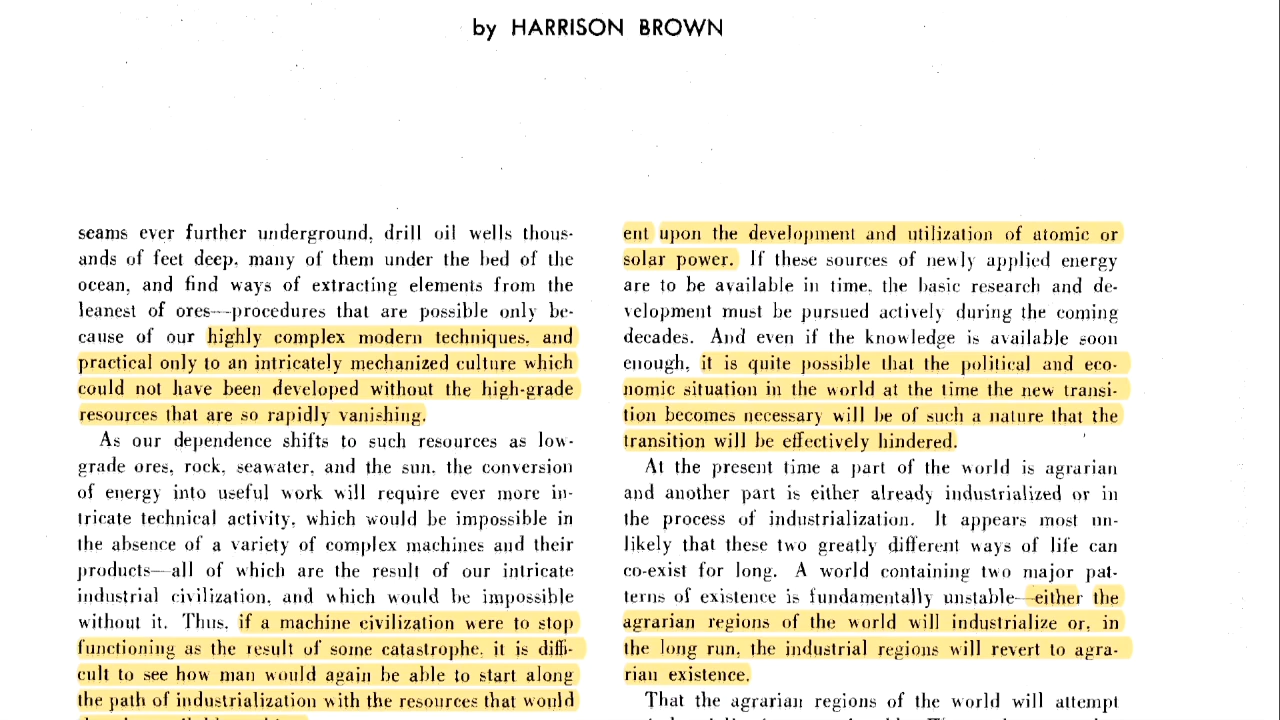 by HARRISON BROWN
seams ever further underground, drill oil wells thous-
ands of feet deep, many of them under the bed of the
ocean, and find ways of extracting elements from the
leanest of ores—procedures that are possible only be-
cause of our highly complex modern techniques, and
practical only to an intricately mechanized culture which
could not have been developed without the high-grade
resources that are so rapidly vanishing.
As our dependence shifts to such resources as low-
grade ores, rock, seawater, and the sun, the conversion
of energy into useful work will require ever more in-
tricate technical activity, which would be impossible in
the absence of a variety of complex machines and their
products—all of which are the result of our intricate
industrial civilization, and which would be impossible
without it. Thus, if a machine civilization were to stop
functioning as the result of some catastrophe, it is diffi-
cult to see how man would again be able to start along
the path of industrialization with the resources that would
ent upon the development and utilization of atomic or
solar power. If these sources of newly applied energy
are to be available in time, the basic research and de-
velopment must be pursued actively during the coming
decades. And even if the knowledge is available soon
enough, it is quite possible that the political and eco-
nomic situation in the world at the time the new transi-
tion becomes necessary will be of such a nature that the
transition will be effectively hindered.
At the present time a part of the world is agrarian
and another part is either already industrialized or in
the process of industrialization. It appears most un-
likely that these two greatly different ways of life can
co-exist for long. A world containing two major pat-
terns of existence is fundamentally unstable—either the
agrarian regions of the world will industrialize or, in
the long run, the industrial regions will revert to agra-
rian existence.
That the agrarian regions of the world will attempt